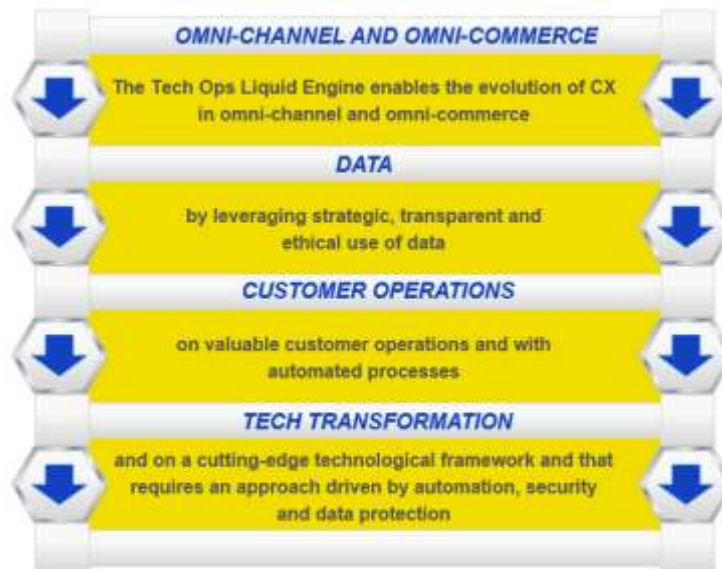 OMNI-CHANNEL AND OMNI-COMMERCE
The Tech Ops Liquid Engine enables the evolution of CX
in omni-channel and omni-commerce
DATA
by leveraging strategic, transparent and
ethical use of data
CUSTOMER OPERATIONS
on valuable customer operations and with
automated processes
TECH TRANSFORMATION
and on a cutting-edge technological framework and that
requires an approach driven by automation, security
and data protection